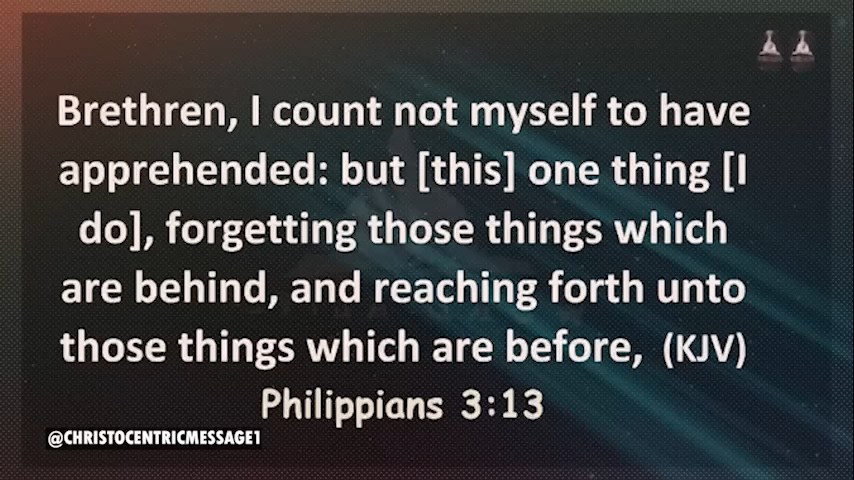 Brethren, I count not myself to have
apprehended: but [this] one thing [I
do], forgetting those things which
are behind, and reaching forth unto
those things which are before, (KJV)
Philippians 3:13
@CHRISTOCENTRICMESSAGE1